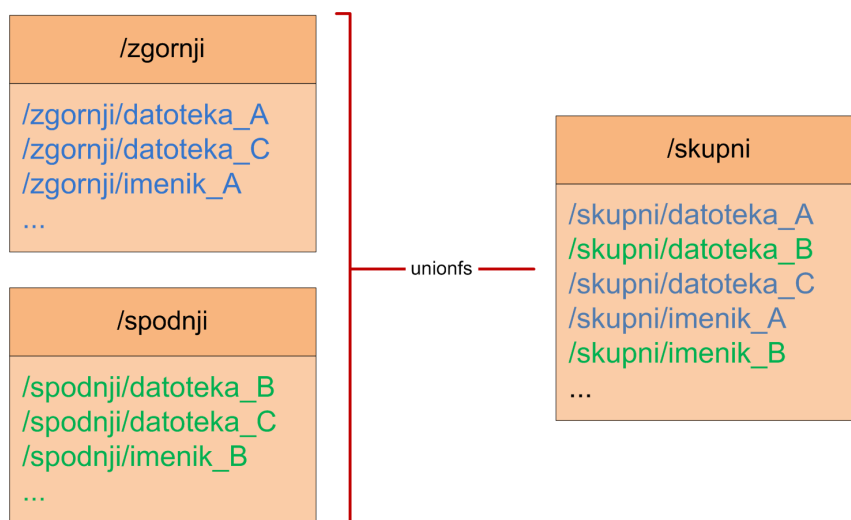 /zgornji
/zgornji/datoteka_A
/zgornji/datoteka_C
/zgornji/imenik_A
...
/spodnji
/spodnji/datoteka_B
/spodnji/datoteka_C
/spodnji/imenik_B
...
unionfs
/skupni
/skupni/datoteka_A
/skupni/datoteka_B
/skupni/datoteka_C
/skupni/imenik_A
/skupni/imenik_B
...